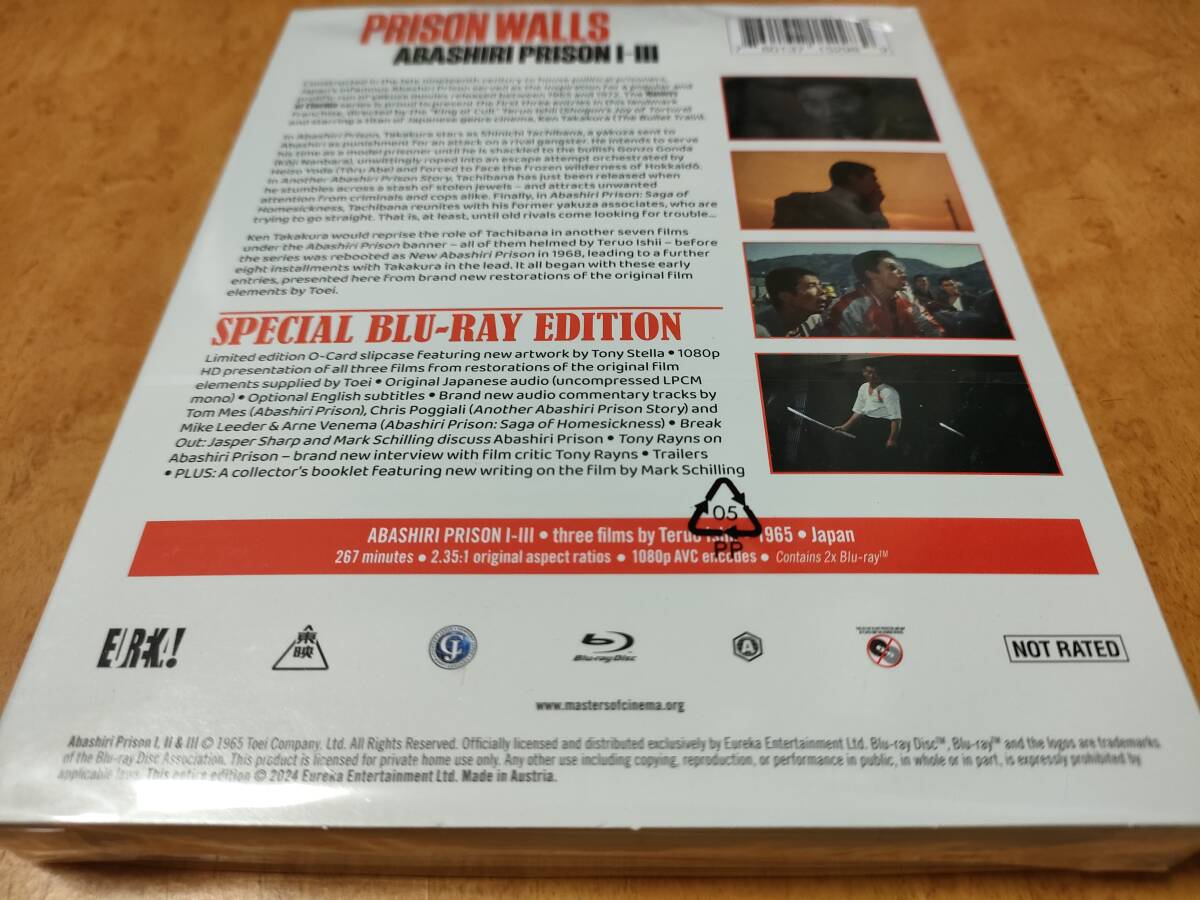 PRISON WALLS
ABASHIRI PRISON I-III
Constructed in the late nineteenth century to house political prisoners,
Japan's infamous Abashiri Prison served as the inspiration for a popular and
run of yakuza movies released between 1965 and 1972. The Masters
of Cinema series is proud to present the first three entries in this landmark
franchise, directed by the "King of Cult" Teruo Ishii (Shogun's Joy of Torture)
and starring a titan of Japanese genre cinema, Ken Takakura (The Bullet Train).
In Abashiri Prison, Takakura stars as Shinichi Tachibana, a yakuza sent to
Abashiri as punishment for an attack on a rival gangster. He intends to serve
his time as a model prisoner until he is shackled to the bullish Gonzo Gonda
(Kôji Nanbara), unwittingly roped into an escape attempt orchestrated by
Heizo Yoda (Tôru Abe) and forced to face the frozen wilderness of Hokkaidô.
In Another Abashiri Prison Story, Tachibana has just been released when
he stumbles across a stash of stolen jewels – and attracts unwanted
attention from criminals and cops alike. Finally, in Abashiri Prison: Saga of
Homesickness, Tachibana reunites with his former yakuza associates, who are
trying to go straight. That is, at least, until old rivals come looking for trouble...
Ken Takakura would reprise the role of Tachibana in another seven films
under the Abashiri Prison banner – all of them helmed by Teruo Ishii – before
the series was rebooted as New Abashiri Prison in 1968, leading to a further
eight installments with Takakura in the lead. It all began with these early
entries, presented here from brand new restorations of the original film
elements by Toei.
SPECIAL BLU-RAY EDITION
Limited edition O-Card slipcase featuring new artwork by Tony Stella • 1080p
HD presentation of all three films from restorations of the original film
elements supplied by Toei • Original Japanese audio (uncompressed LPCM
mono) • Optional English subtitles • Brand new audio commentary tracks by
Tom Mes (Abashiri Prison), Chris Poggiali (Another Abashiri Prison Story) and
Mike Leeder & Arne Venema (Abashiri Prison: Saga of Homesickness) • Break
Out: Jasper Sharp and Mark Schilling discuss Abashiri Prison • Tony Rayns on
Abashiri Prison – brand new interview with film critic Tony Rayns • Trailers
• PLUS: A collector's booklet featuring new writing on the film by Mark Schilling
05
PP
ABASHIRI PRISON I-III • three films by Teruo Ishii • 1965 • Japan
267 minutes • 2.35:1 original aspect ratios • 1080p AVC encodes • Contains 2x Blu-ray™
EUREKA!
東映
Blu-ray Disc
A
NOT RATED
www.mastersofcinema.org
Abashiri Prison I, II & III © 1965 Toei Company, Ltd. All Rights Reserved. Officially licensed and distributed exclusively by Eureka Entertainment Ltd. Blu-ray Disc™, Blu-ray™ and the logos are trademarks
of the Blu-ray Disc Association. This product is licensed for private home use only. Any other use including copying, reproduction, or performance in public, in whole or in part, is expressly prohibited by
applicable laws. This entire edition © 2024 Eureka Entertainment Ltd. Made in Austria.